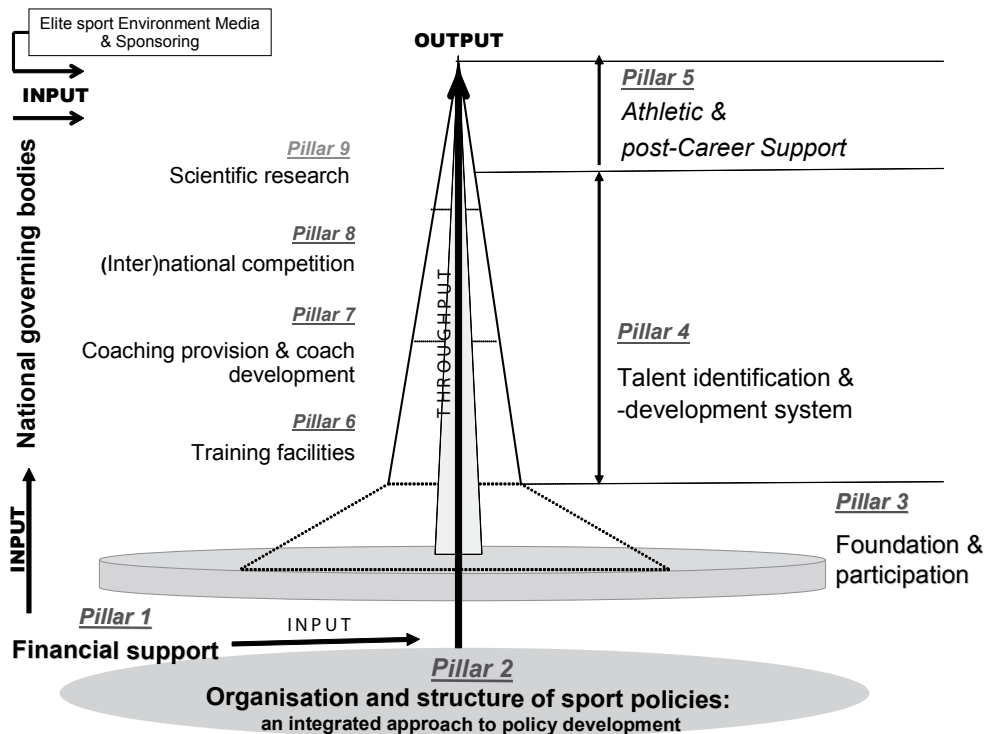 Elite sport Environment Media
& Sponsoring
OUTPUT
INPUT
Pillar 5
Athletic &
post-Career Support
Pillar 9
Scientific research
National governing bodies
Pillar 8
(Inter)national competition
THROUGHPUT
Pillar 7
Coaching provision & coach
development
Pillar 4
Talent identification &
-development system
Pillar 6
Training facilities
Pillar 3
Foundation &
participation
INPUT
Pillar 1
Financial support
INPUT
Pillar 2
Organisation and structure of sport policies:
an integrated approach to policy development